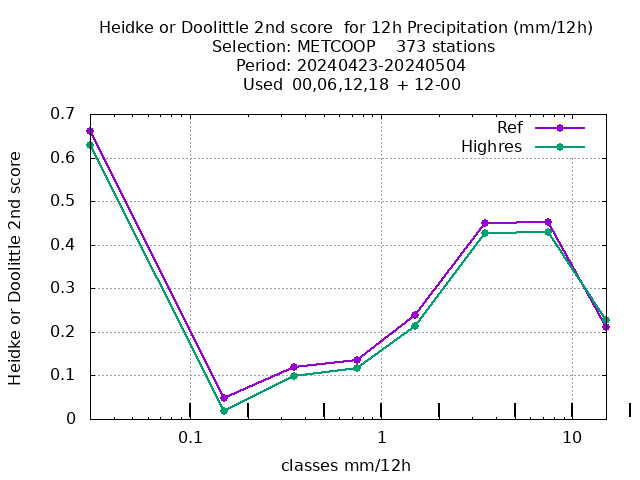 Heidke or Doolittle 2nd score  for 12h Precipitation (mm/12h)
Selection: METCOOP    373 stations
Period: 20240423-20240504
Used  00,06,12,18 + 12-00
Ref
Highres
Heidke or Doolittle 2nd score
0.7
0.6
0.5
0.4
0.3
0.2
0.1
0
0.1 1 10
classes mm/12h